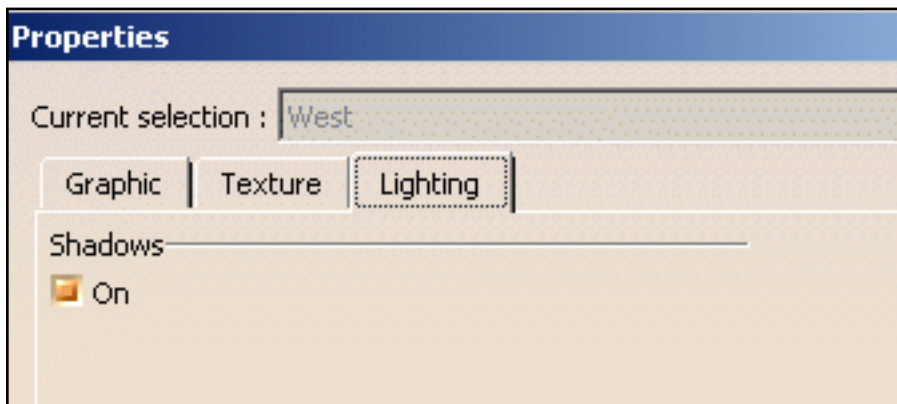 Properties
Current selection : West
Graphic Texture Lighting
Shadows
On